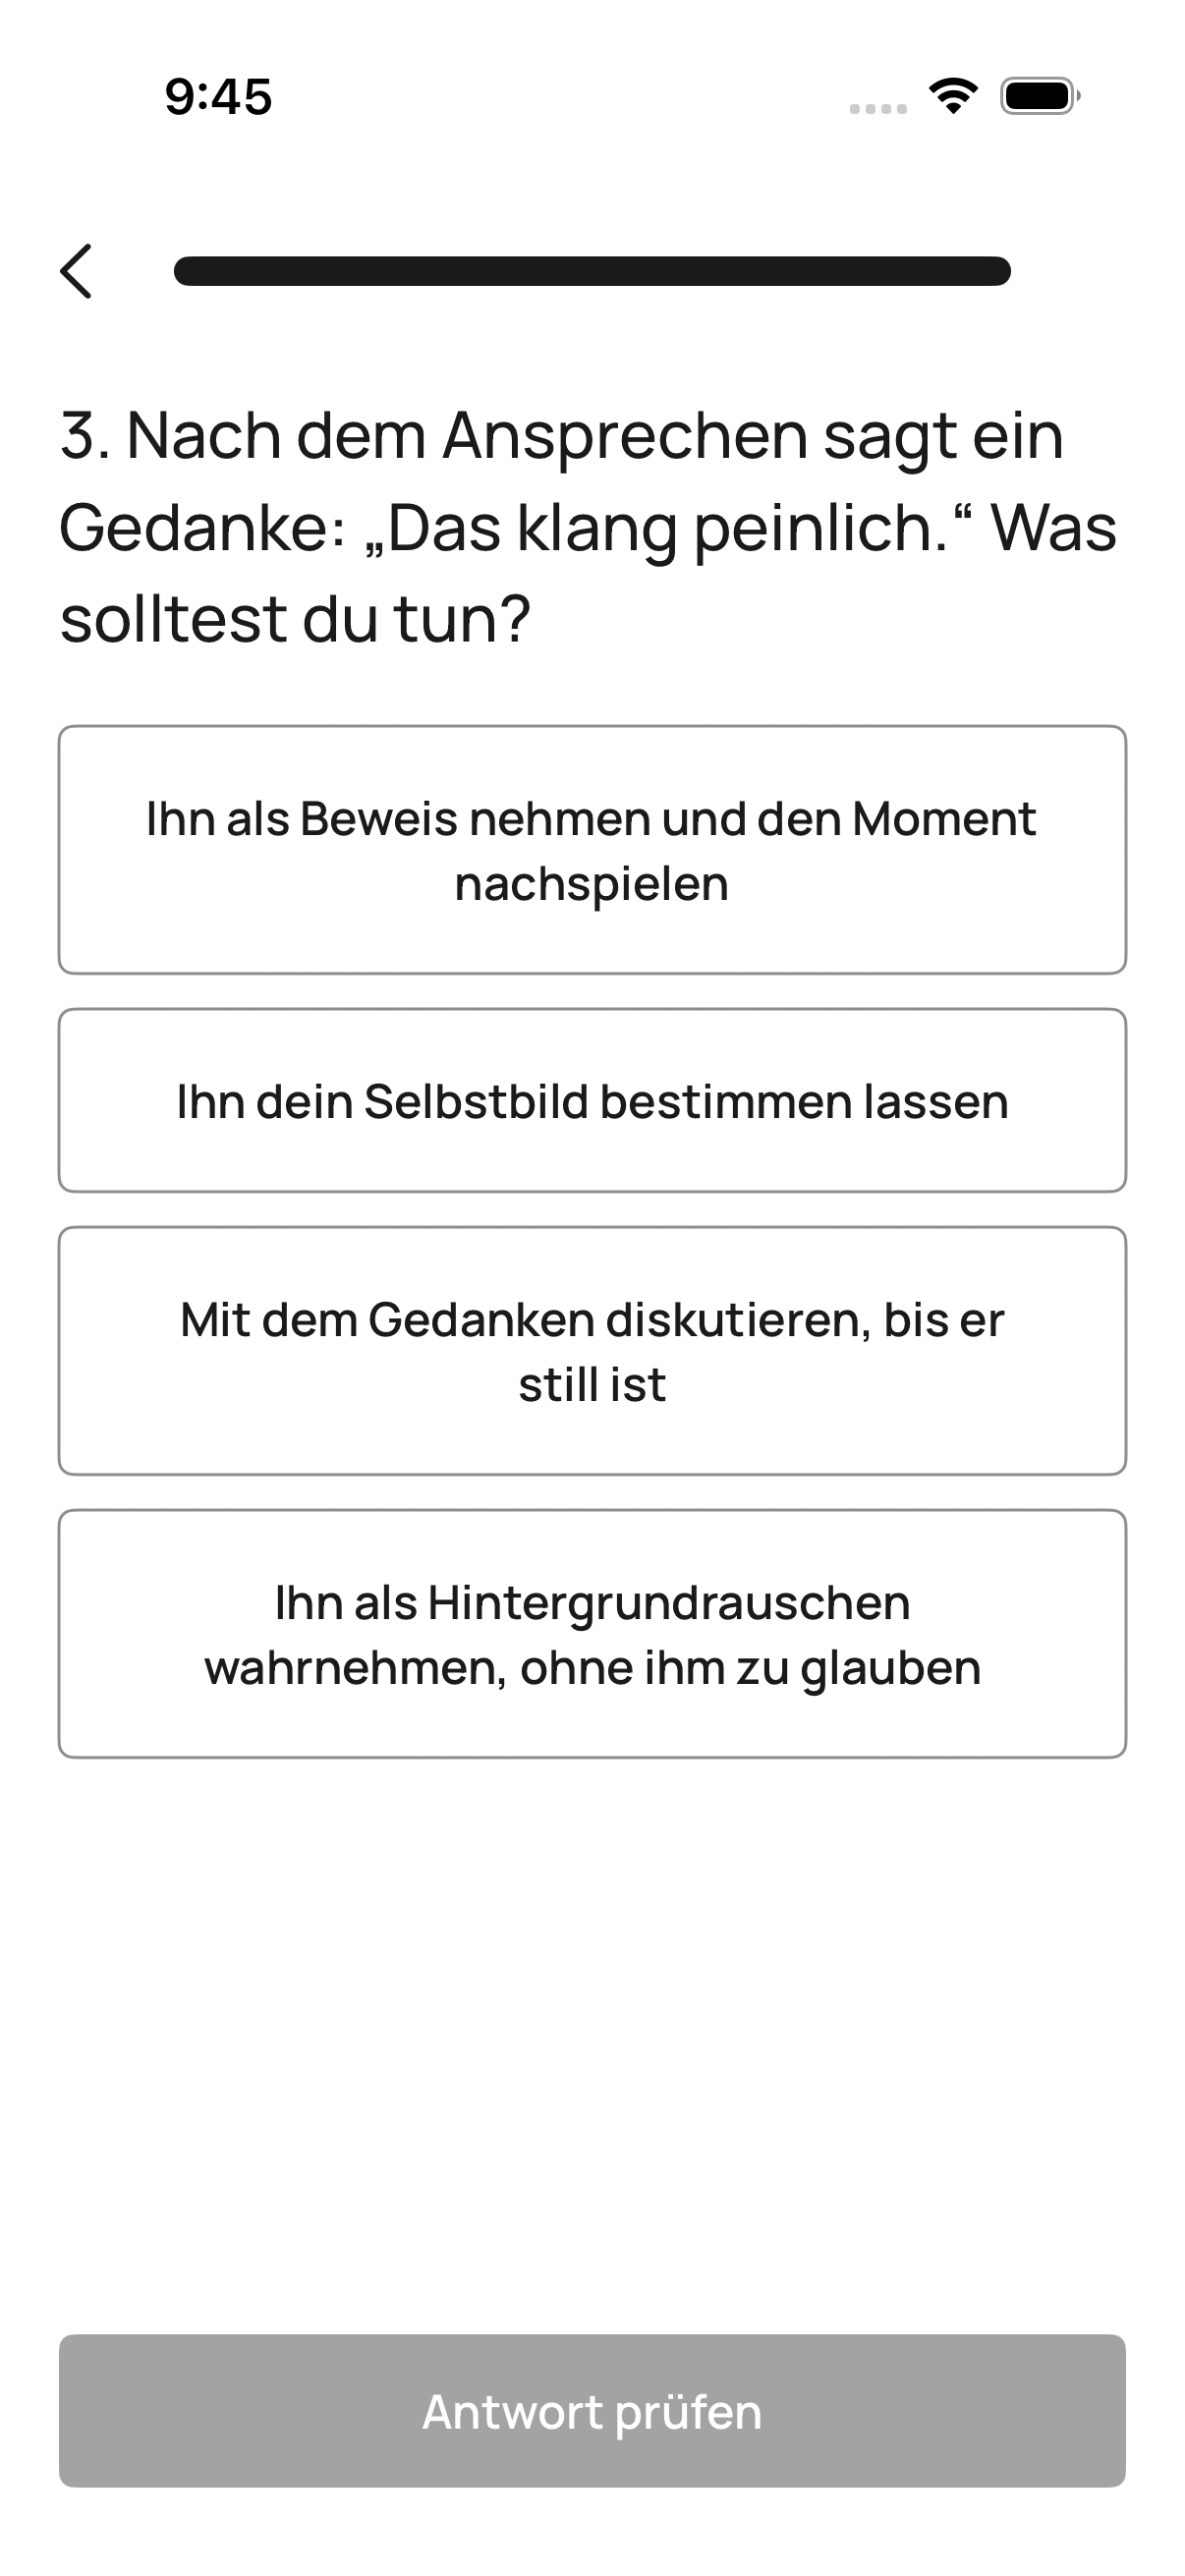 9:45
3. Nach dem Ansprechen sagt ein
Gedanke: „Das klang peinlich.“ Was
solltest du tun?
Ihn als Beweis nehmen und den Moment
nachspielen
Ihn dein Selbstbild bestimmen lassen
Mit dem Gedanken diskutieren, bis er
still ist
Ihn als Hintergrundrauschen
wahrnehmen, ohne ihm zu glauben
Antwort prüfen